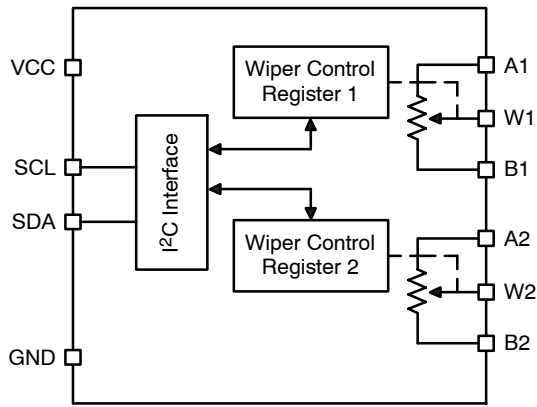 VCC
SCL
SDA
GND
I²C Interface
Wiper Control
Register 1
Wiper Control
Register 2
A1
W1
B1
A2
W2
B2